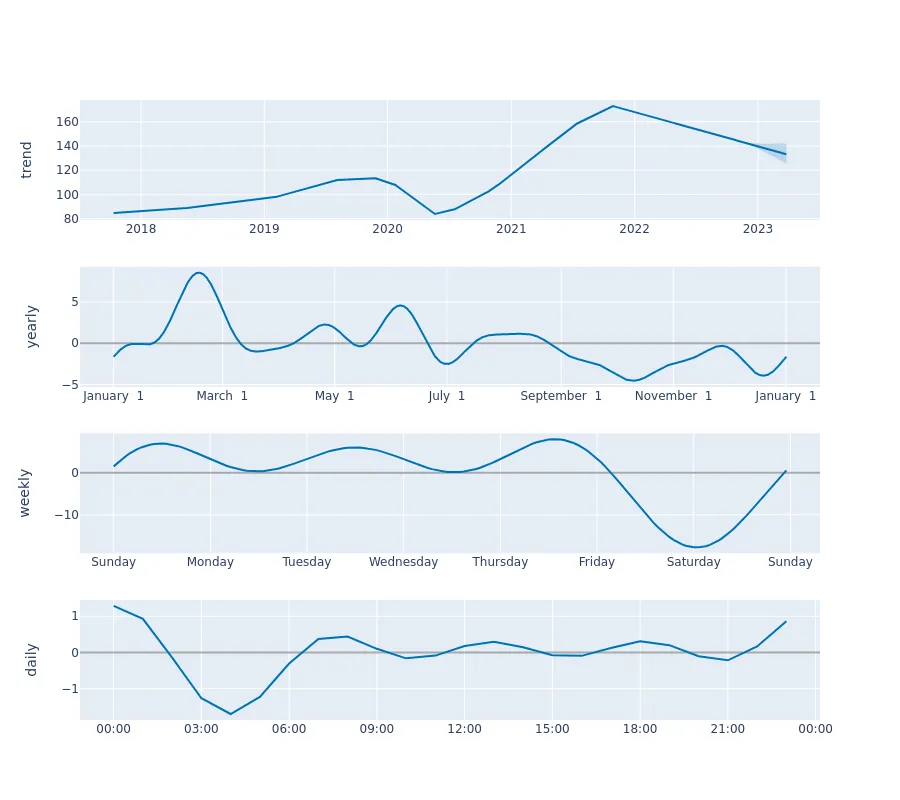 trend
160
140
120
100
80
2018 2019 2020 2021 2022 2023
yearly
5
0
−5
January 1 March 1 May 1 July 1 September 1 November 1 January 1
weekly
0
−10
Sunday Monday Tuesday Wednesday Thursday Friday Saturday Sunday
daily
1
0
−1
00:00 03:00 06:00 09:00 12:00 15:00 18:00 21:00 00:00